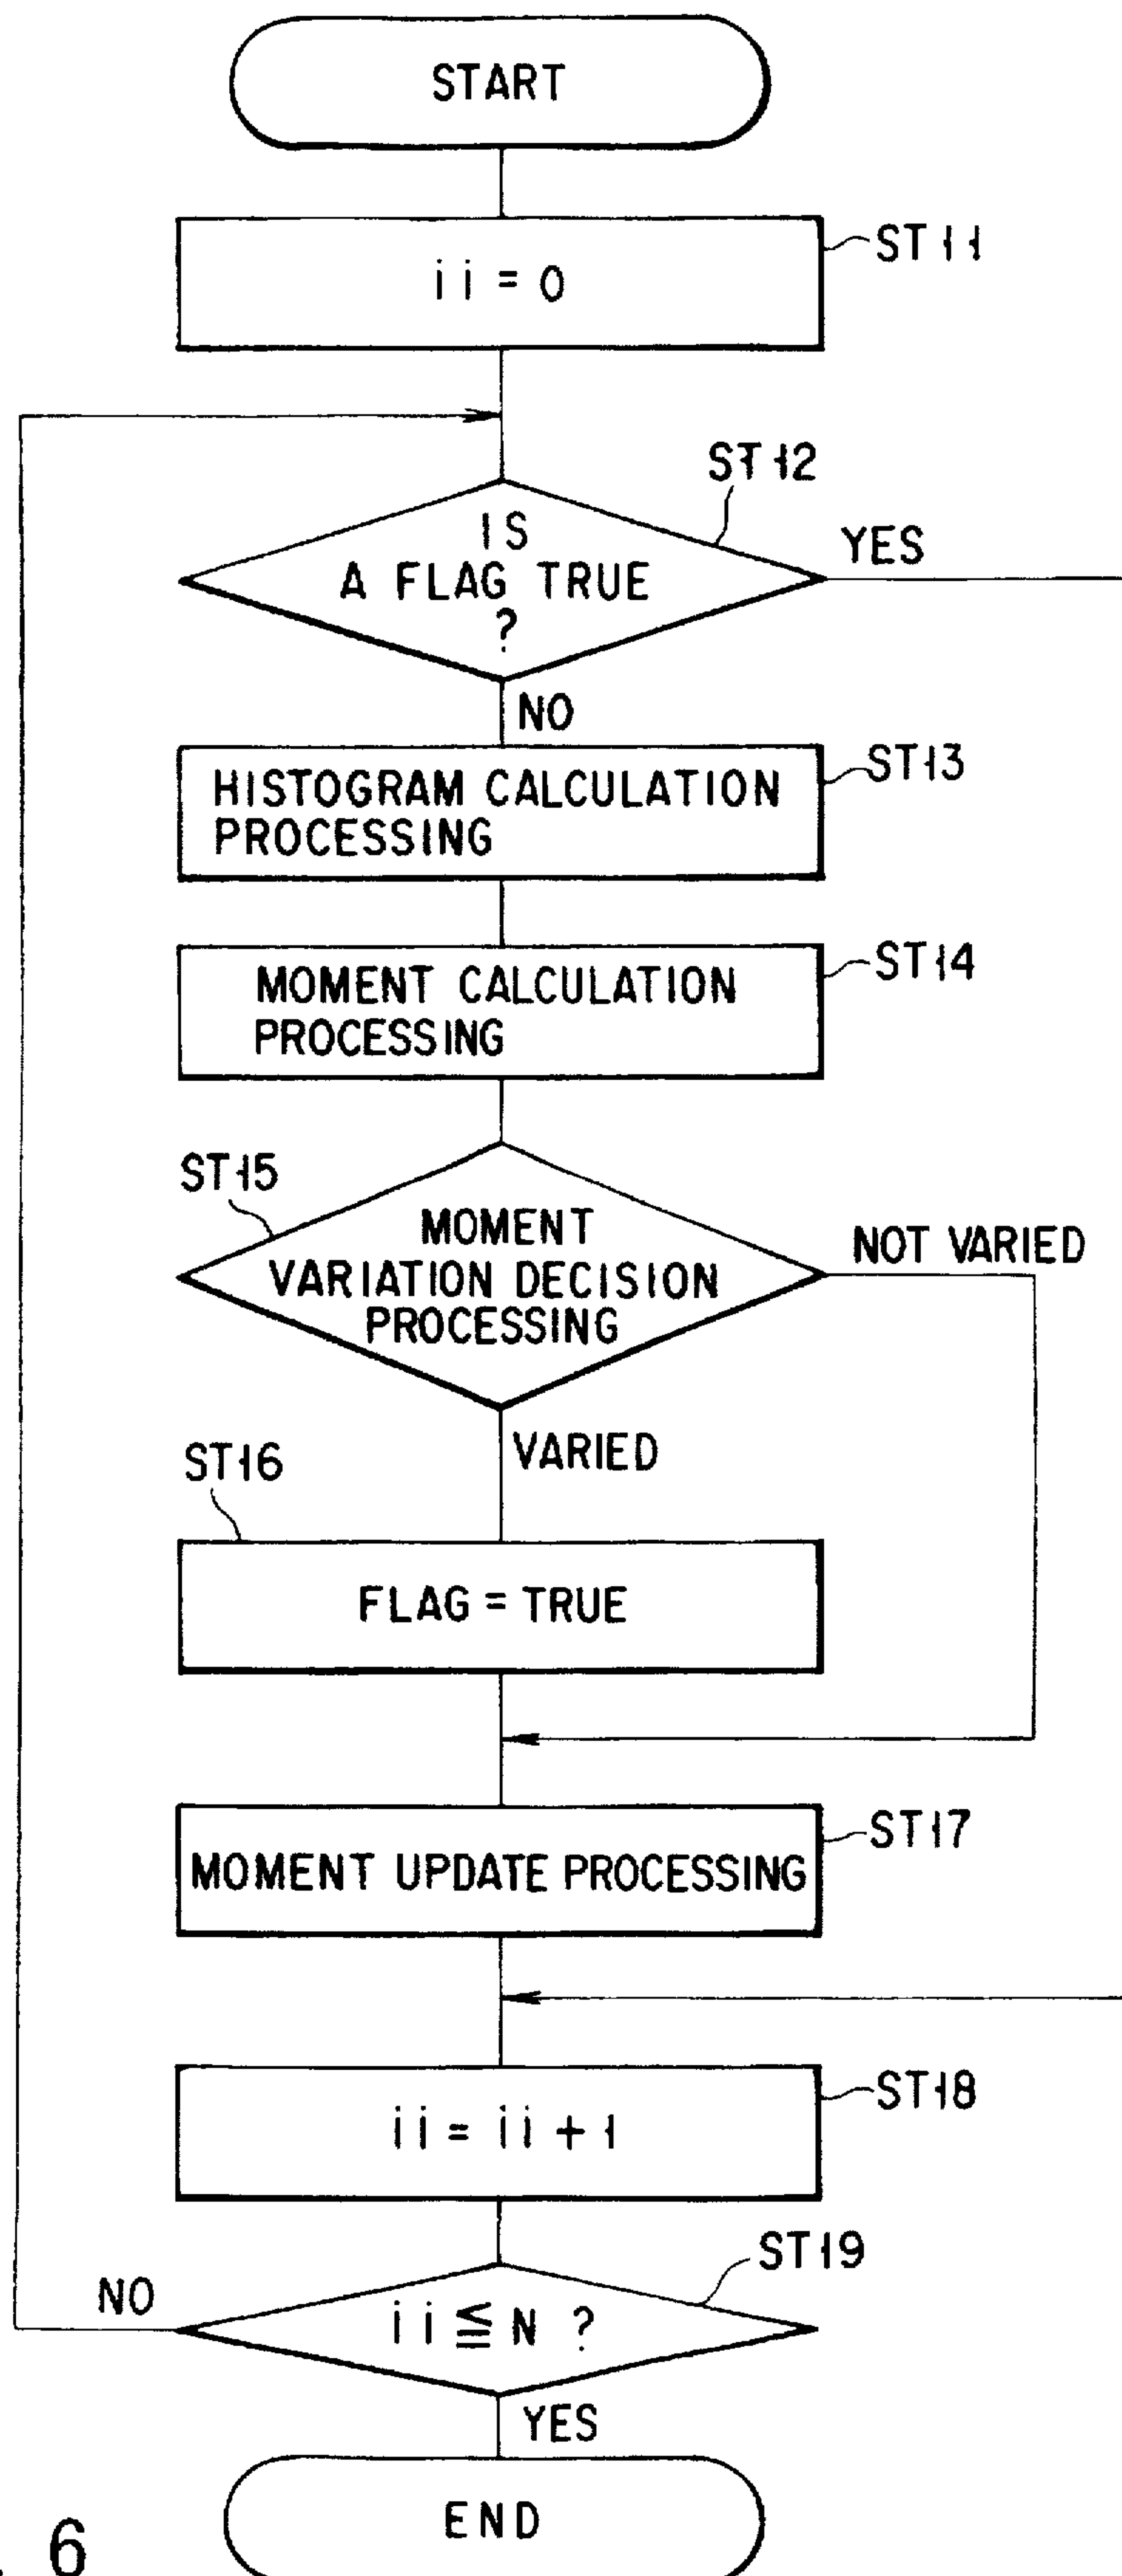 START
ii = 0
ST11
ST12
IS
A FLAG TRUE
?
YES
NO
HISTOGRAM CALCULATION
PROCESSING
ST13
MOMENT CALCULATION
PROCESSING
ST14
ST15
MOMENT
VARIATION DECISION
PROCESSING
NOT VARIED
VARIED
ST16
FLAG = TRUE
ST17
MOMENT UPDATE PROCESSING
ST18
ii = ii + 1
ST19
NO
ii ≦ N ?
YES
END
. 6